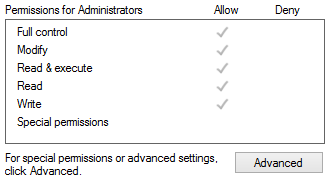 Permissions for Administrators Allow Deny
Full control
Modify
Read & execute
Read
Write
Special permissions
For special permissions or advanced settings, click Advanced.
Advanced